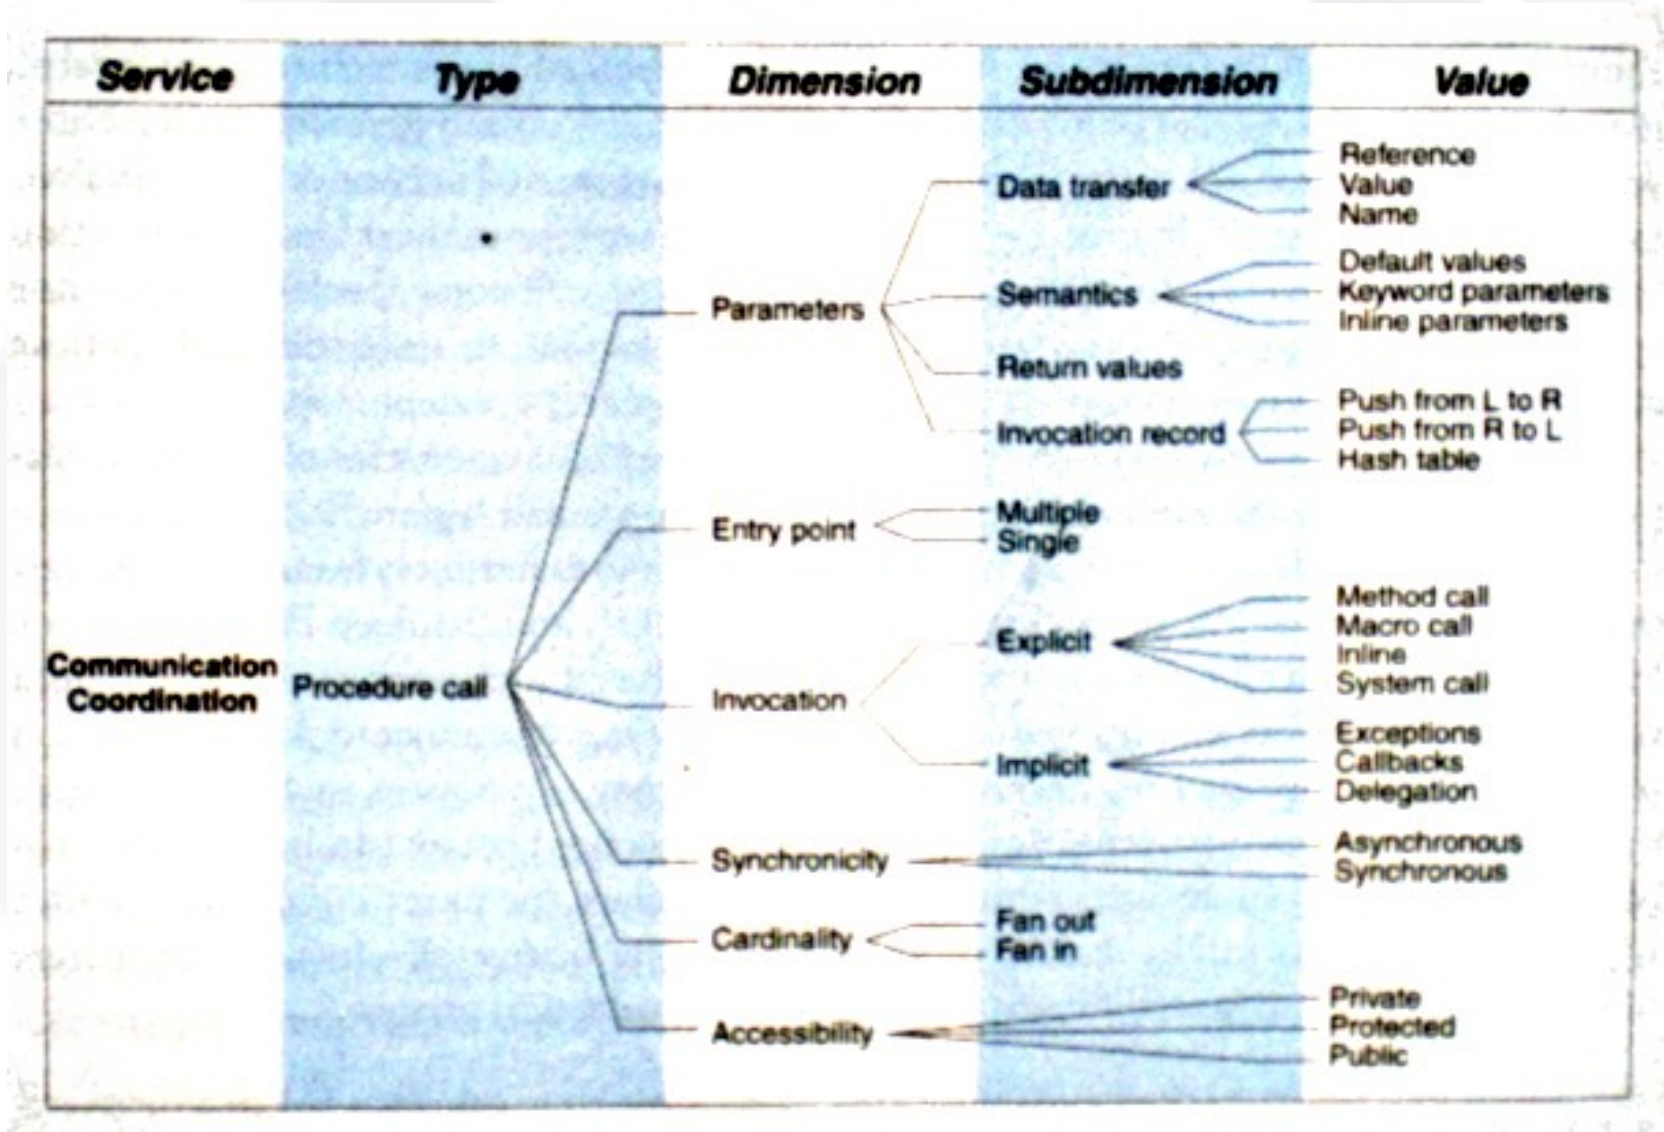 Service Type Dimension Subdimension Value
Reference
Data transfer
Value
Name
Default values
Semantics
Keyword parameters
Parameters
Inline parameters
Return values
Push from L to R
Invocation record
Push from R to L
Hash table
Multiple
Entry point
Single
Method call
Explicit
Macro call
Inline
Communication
Coordination
Procedure call
System call
Invocation
Exceptions
Implicit
Callbacks
Delegation
Asynchronous
Synchronicity
Synchronous
Fan out
Cardinality
Fan in
Private
Accessibility
Protected
Public